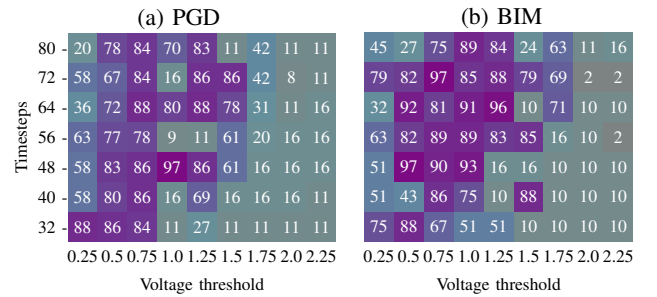 (a) PGD (b) BIM
80 - 20 78 84 70 83 11 42 11 11 45 27 75 89 84 24 63 11 16
72 - 58 67 84 16 86 86 42 8 11 79 82 97 85 88 79 69 2 2
64 - 36 72 88 80 88 78 31 11 16 32 92 81 91 96 10 71 10 10
56 - 63 77 78 9 11 61 20 16 16 63 82 89 89 83 85 16 10 2
48 - 58 83 86 97 86 61 16 16 16 51 97 90 93 16 16 10 10 10
40 - 58 80 86 16 69 16 16 16 11 51 43 86 75 10 88 10 10 10
32 - 88 86 84 11 27 11 11 11 11 75 88 67 51 51 10 10 10 10
Timesteps
0.25 0.5 0.75 1.0 1.25 1.5 1.75 2.0 2.25 0.25 0.5 0.75 1.0 1.25 1.5 1.75 2.0 2.25
Voltage threshold Voltage threshold